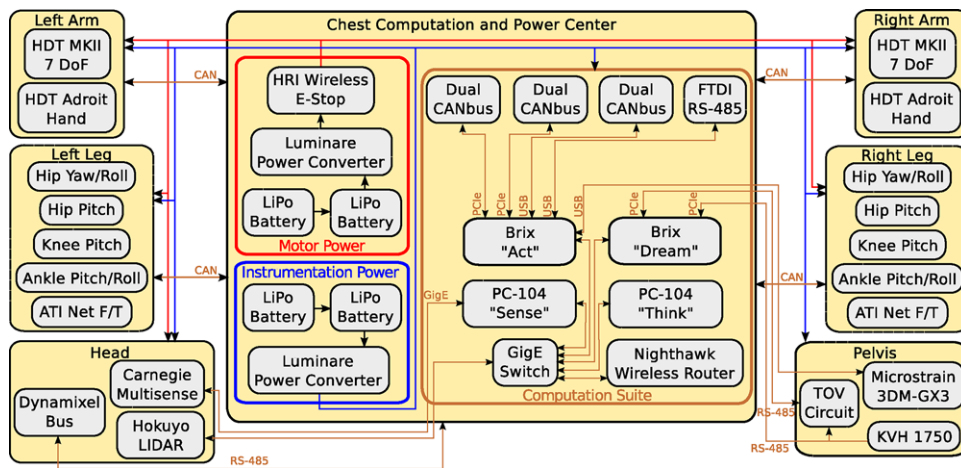 Left Arm
HDT MKII
7 DoF
HDT Adroit
Hand
Left Leg
Hip Yaw/Roll
Hip Pitch
Knee Pitch
Ankle Pitch/Roll
ATI Net F/T
Head
Carnegie
Multisense
Dynamixel
Bus
Hokuyo
LIDAR
CAN
CAN
RS-485
Chest Computation and Power Center
HRI Wireless
E-Stop
Luminare
Power Converter
LiPo
Battery
LiPo
Battery
Motor Power
Instrumentation Power
LiPo
Battery
LiPo
Battery
Luminare
Power Converter
GigE
Dual
CANbus
Dual
CANbus
Dual
CANbus
FTDI
RS-485
PCIe
PCIe
USB
USB
USB
PCIe
PCIe
Brix
"Act"
Brix
"Dream"
PC-104
"Sense"
PC-104
"Think"
GigE
Switch
Nighthawk
Wireless Router
Computation Suite
CAN
CAN
Right Arm
HDT MKII
7 DoF
HDT Adroit
Hand
Right Leg
Hip Yaw/Roll
Hip Pitch
Knee Pitch
Ankle Pitch/Roll
ATI Net F/T
Pelvis
TOV
Circuit
Microstrain
3DM-GX3
KVH 1750
RS-485
RS-485